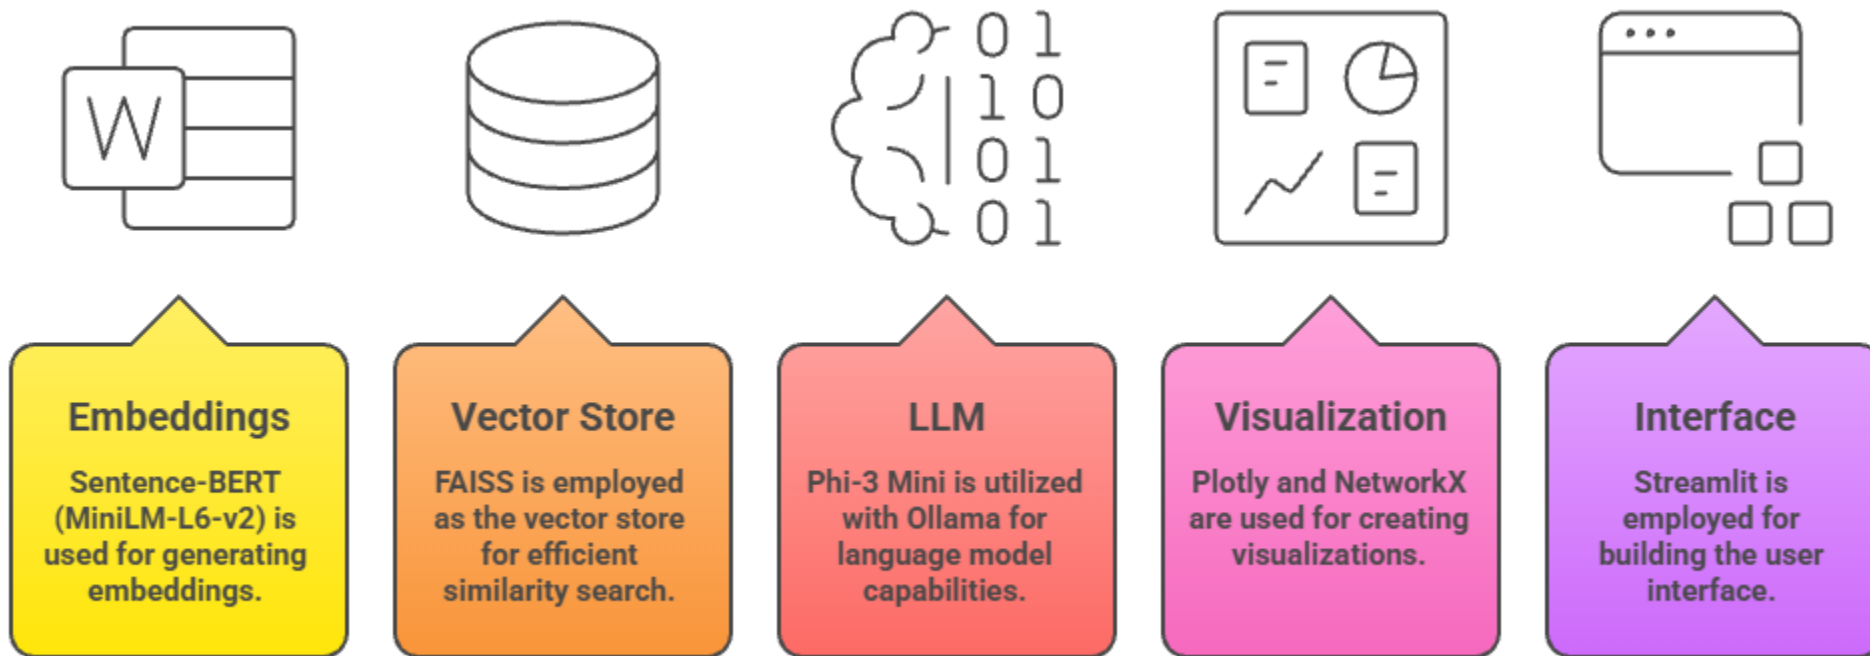 W
0 1
1 0
0 1
0 1
Embeddings
Sentence-BERT
(MiniLM-L6-v2) is
used for generating
embeddings.
Vector Store
FAISS is employed
as the vector store
for efficient
similarity search.
LLM
Phi-3 Mini is utilized
with Ollama for
language model
capabilities.
Visualization
Plotly and NetworkX
are used for creating
visualizations.
Interface
Streamlit is
employed for
building the user
interface.